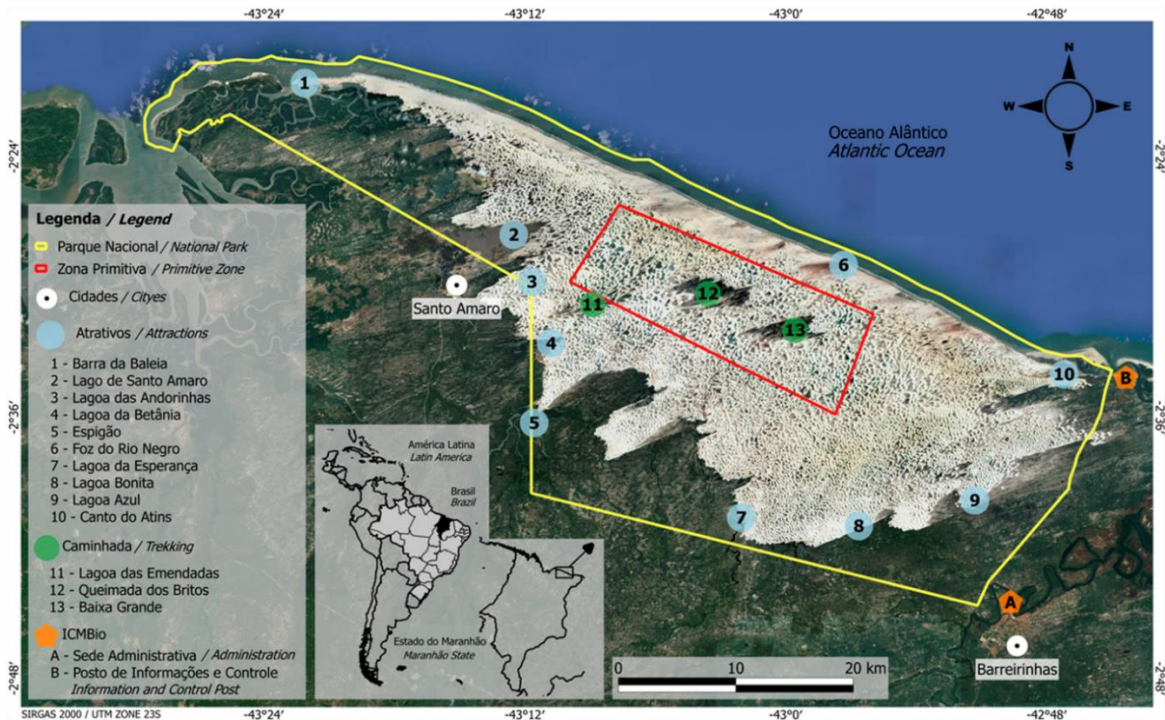 -43°24'
-43°12'
-43°0'
-42°48'
N
W
E
S
Oceano Alântico
Atlantic Ocean
-2°24'
-2°24'
1
2
3
4
5
6
7
8
9
10
11
12
13
A
B
Santo Amaro
Barreirinhas
Legenda / Legend
Parque Nacional / National Park
Zona Primitiva / Primitive Zone
Cidades / Cityes
Atrativos / Attractions
1 - Barra da Baleia
2 - Lago de Santo Amaro
3 - Lagoa das Andorinhas
4 - Lagoa da Betânia
5 - Espigão
6 - Foz do Rio Negro
7 - Lagoa da Esperança
8 - Lagoa Bonita
9 - Lagoa Azul
10 - Canto do Atins
Caminhada / Trekking
11 - Lagoa das Emendadas
12 - Queimada dos Britos
13 - Baixa Grande
ICMBio
A - Sede Administrativa / Administration
B - Posto de Informações e Controle
Information and Control Post
-2°36'
-2°36'
América Latina
Latin America
Brasil
Brazil
Estado do Maranhão
Maranhão State
0 10 20 km
-2°48'
-2°48'
SIRGAS 2000 / UTM ZONE 23S
-43°24'
-43°12'
-43°0'
-42°48'